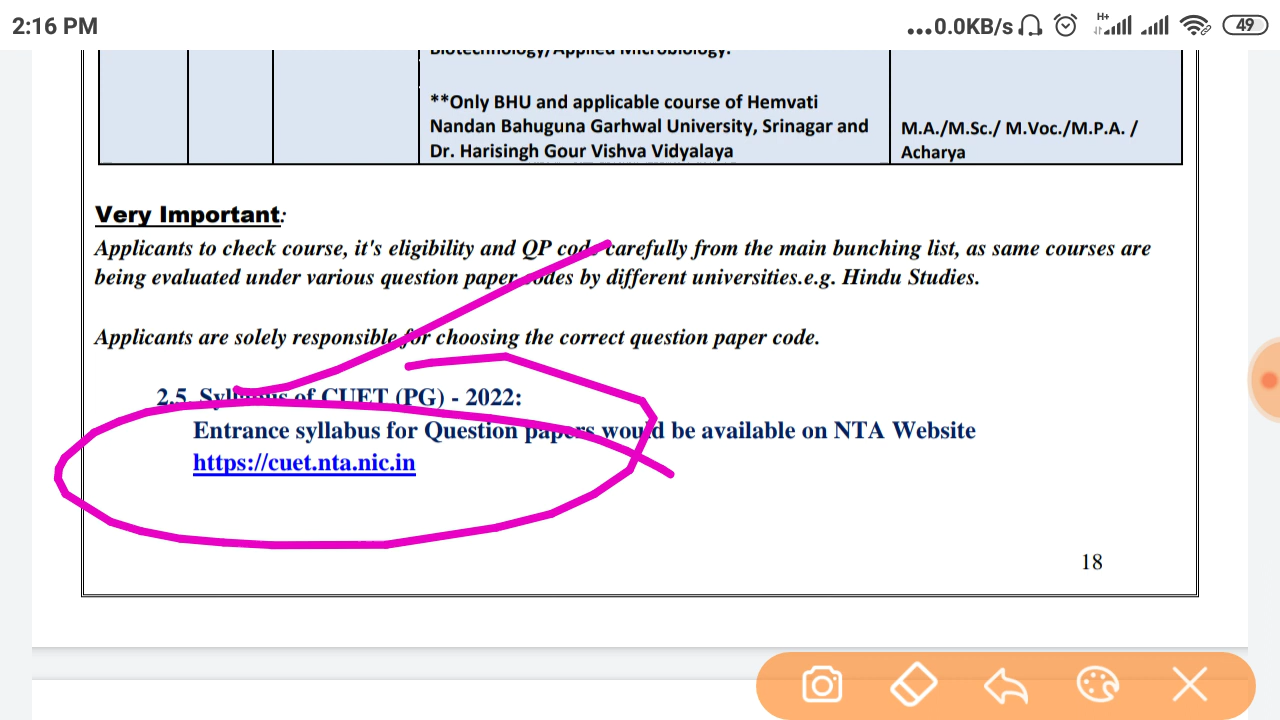 2:16 PM
...0.0KB/s
H+
49
Biotechnology/Applied Microbiology.
**Only BHU and applicable course of Hemvati
Nandan Bahuguna Garhwal University, Srinagar and
Dr. Harisingh Gour Vishva Vidyalaya
M.A./M.Sc./ M.Voc./M.P.A. /
Acharya
Very Important:
Applicants to check course, it's eligibility and QP code carefully from the main bunching list, as same courses are
being evaluated under various question paper codes by different universities.e.g. Hindu Studies.
Applicants are solely responsible for choosing the correct question paper code.
2.5. Syllabus of CUET (PG) - 2022:
Entrance syllabus for Question papers would be available on NTA Website
https://cuet.nta.nic.in
18